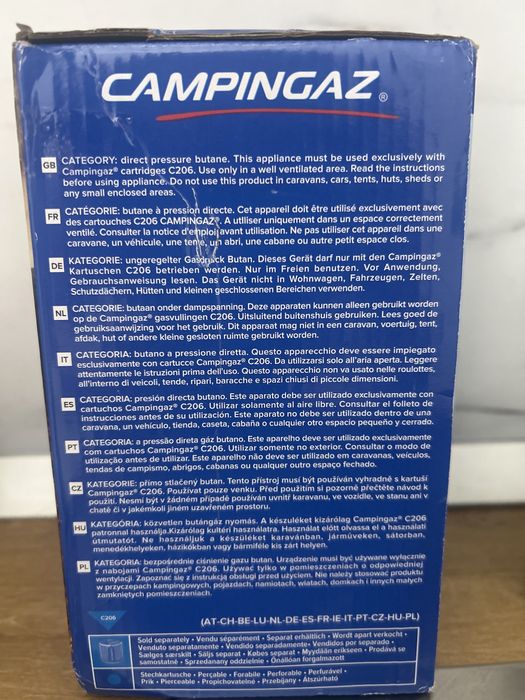 CAMPINGAZ®
GB CATEGORY: direct pressure butane. This appliance must be used exclusively with
Campingaz® cartridges C206. Use only in a well ventilated area. Read the instructions
before using appliance. Do not use this product in caravans, cars, tents, huts, sheds or
any small enclosed areas.
FR CATÉGORIE: butane à pression directe. Cet appareil doit être utilisé exclusivement avec
des cartouches C206 CAMPINGAZ®. A utliser uniquement dans un espace correctement
ventilé. Consulter la notice d'emploi avant utilisation. Ne pas utiliser cet appareil dans une
caravane, un véhicule, une tente, un abri, une cabane ou autre petit espace clos.
DE KATEGORIE: ungeregelter Gasdruck Butan. Dieses Gerät darf nur mit den Campingaz®
Kartuschen C206 betrieben werden. Nur im Freien benutzen. Vor Anwendung,
Gebrauchsanweisung lesen. Das Gerät nicht in Wohnwagen, Fahrzeugen, Zelten,
Schutzdächern, Hütten und kleinen geschlossenen Bereichen verwenden.
NL CATEGORIE: butaan onder dampspanning. Deze apparaten kunnen alleen gebruikt worden
op de Campingaz® gasvullingen C206. Uitsluitend buitenshuis gebruiken. Lees goed de
gebruiksaanwijzing voor het gebruik. Dit apparaat mag niet in een caravan, voertuig, tent,
afdak, hut of andere kleine gesloten ruimte gebruikt worden.
IT CATEGORIA: butano a pressione diretta. Questo apparecchio deve essere impiegato
esclusivamente con cartucce Campingaz® C206. Da utilizzarsi solo all'aria aperta. Leggere
attentamente le istruzioni prima dell'uso. Questo apparecchio non va usato nelle roulottes,
all'interno di veicoli, tende, ripari, baracche e spazi chiusi di piccole dimensioni.
ES CATEGORIA: presión directa butano. Este aparato debe ser utilizado exclusivamente con
cartuchos Campingaz® C206. Utilizar solamente al aire libre. Consultar el folleto de
instrucciones antes de su utilización. Este aparato no debe ser utilizado dentro de una
caravana, un vehículo, tienda, caseta, cabaña o cualquier otro espacio pequeño y cerrado.
PT CATEGORIA: a pressão direta gáz butano. Este aparelho deve ser utilizado exclusivamente
com cartuchos Campingaz® C206. Utilizar somente no exterior. Consultar o modo de
utilização antes de utilizar. Este aparelho não deve ser utilizado em caravanas, veículos,
tendas de campismo, abrigos, cabanas ou qualquer outro espaço fechado.
CZ KATEGORIE: přímo stlačený butan. Tento přístroj musí být používán vyhradně s kartuší
Campingaz® C206. Používat pouze venku. Před použitím si pozorně přečtěte návod k
použití. Nesmí být v žádném případě používán uvnitř karavanu, ve vozidle, ve stanu ani v
chatě či v jakémkoli jiném uzavřeném prostoru.
HU KATEGÓRIA: közvetlen butángáz nyomás. A készüléket kizárólag Campingaz® C206
patronnal használja.Kizárólag kultéri használatra. Használat előtt olvassa el a használati
útmutatót. Ne használjuk a készüléket karavánban, járművekben, sátorban,
menedékhelyeken, házikókban vagy bármiféle kis zárt helyen.
PL KATEGORIA: bezpośrednie ciśnienie gazu butan. Urządzenie musi być używane wyłącznie
z nabojami Campingaz® C206. Używać tylko w pomieszczeniach o odpowiedniej
wentylacji. Zapoznać się z instrukcją obsługi przed użyciem. Nie należy stosować produktu
w przyczepach kempingowych, pojazdach, namiotach, wiatach, domkach i innych małych
zamkniętych pomieszczeniach.
C206 (AT-CH-BE-LU-NL-DE-ES-FR-IE-IT-PT-CZ-HU-PL)
Sold separately • Vendu séparément • Separat erhältlich • Wordt apart verkocht •
Venduto separatamente • Vendido separadamente • Vendidos por separado •
Sælges særskilt • Säljs separat • Købes separat • Myydään erikseen • Prodává se
samostatně • Sprzedawany oddzielnie • Önállóan forgalmazott
Stechkartusche • Perçable • Forabile • Perforable • Perfurável •
Prik • Pierceable • Propichovatelné • Przebijany • Átszúrható